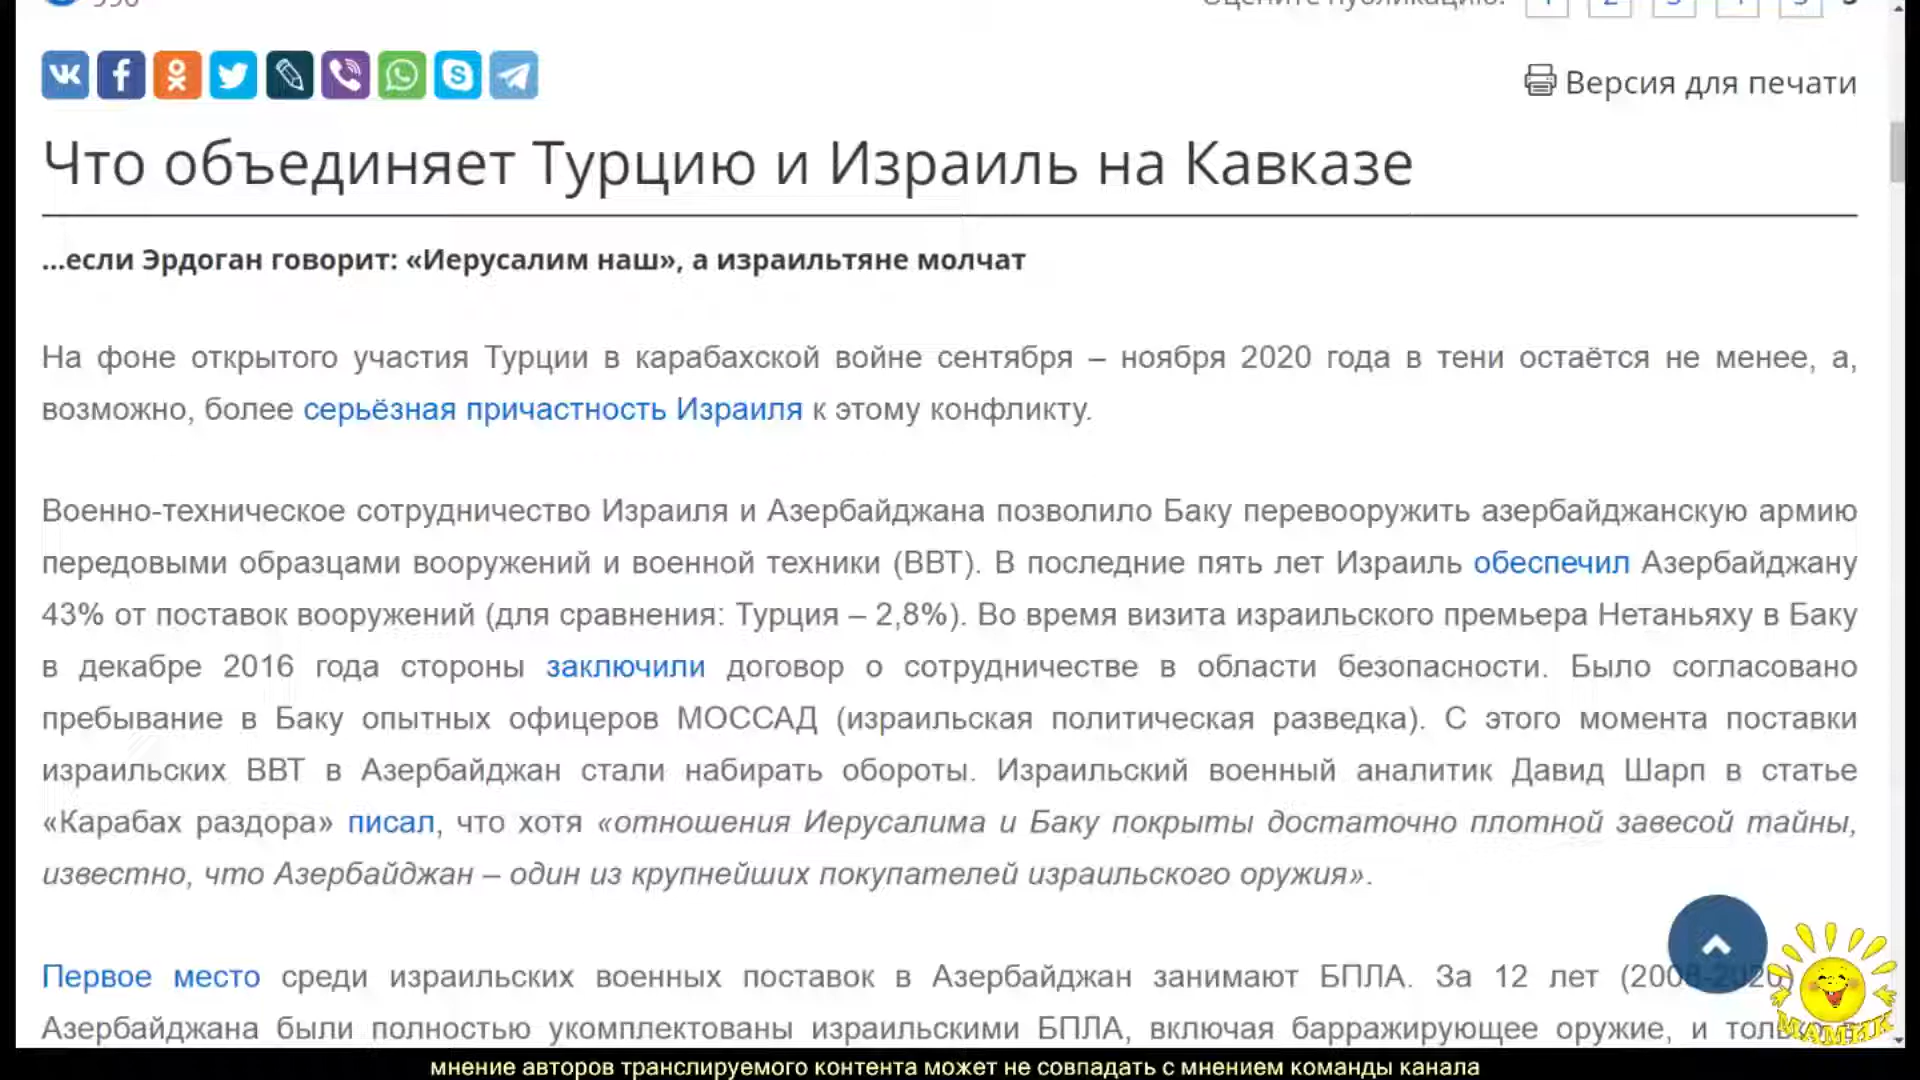 Версия для печати
Что объединяет Турцию и Израиль на Кавказе
...если Эрдоган говорит: «Иерусалим наш», а израильтяне молчат
На фоне открытого участия Турции в карабахской войне сентября – ноября 2020 года в тени остаётся не менее, а,
возможно, более серьёзная причастность Израиля к этому конфликту.
Военно-техническое сотрудничество Израиля и Азербайджана позволило Баку перевооружить азербайджанскую армию
передовыми образцами вооружений и военной техники (ВВТ). В последние пять лет Израиль обеспечил Азербайджану
43% от поставок вооружений (для сравнения: Турция – 2,8%). Во время визита израильского премьера Нетаньяху в Баку
в декабре 2016 года стороны заключили договор о сотрудничестве в области безопасности. Было согласовано
пребывание в Баку опытных офицеров МОССАД (израильская политическая разведка). С этого момента поставки
израильских ВВТ в Азербайджан стали набирать обороты. Израильский военный аналитик Давид Шарп в статье
«Карабах раздора» писал, что хотя «отношения Иерусалима и Баку покрыты достаточно плотной завесой тайны,
известно, что Азербайджан – один из крупнейших покупателей израильского оружия».
Первое место среди израильских военных поставок в Азербайджан занимают БПЛА. За 12 лет (2008-2020)
Азербайджана были полностью укомплектованы израильскими БПЛА, включая барражирующее оружие, и
МАМИК
мнение авторов транслируемого контента может не совпадать с мнением команды канала